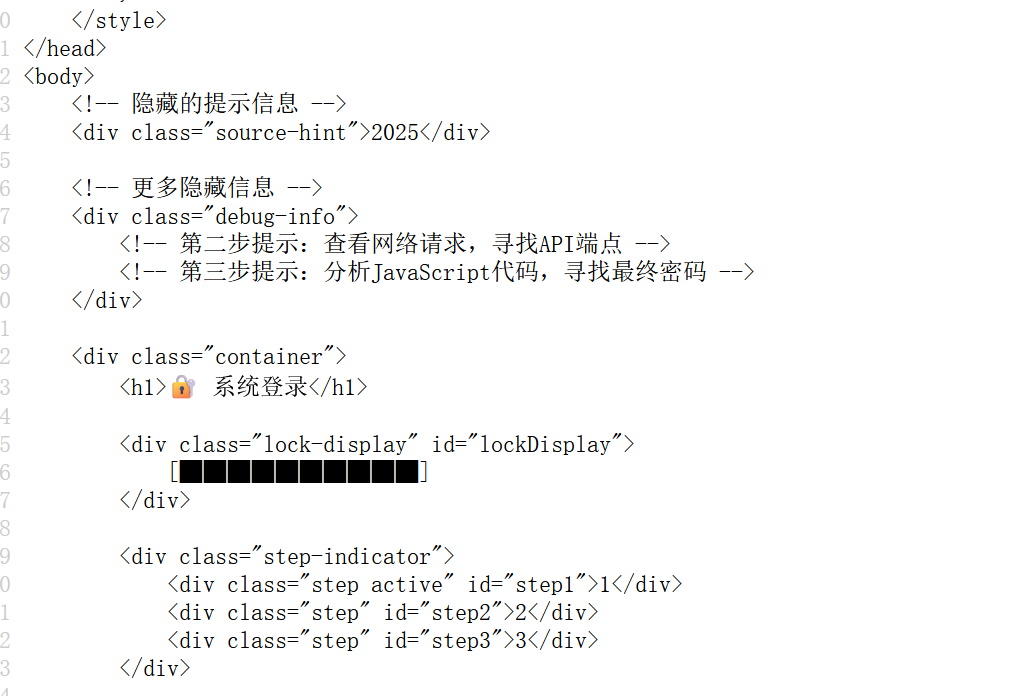 0 </style>
1 </head>
2 <body>
3 <!-- 隐藏的提示信息 -->
4 <div class="source-hint">2025</div>
5
6 <!-- 更多隐藏信息 -->
7 <div class="debug-info">
8 <!-- 第二步提示: 查看网络请求, 寻找API端点 -->
9 <!-- 第三步提示: 分析JavaScript代码, 寻找最终密码 -->
0 </div>
1
2 <div class="container">
3 <h1>🔐 系统登录</h1>
4
5 <div class="lock-display" id="lockDisplay">
6 [██████████]
7 </div>
8
9 <div class="step-indicator">
0 <div class="step active" id="step1">1</div>
1 <div class="step" id="step2">2</div>
2 <div class="step" id="step3">3</div>
3 </div>